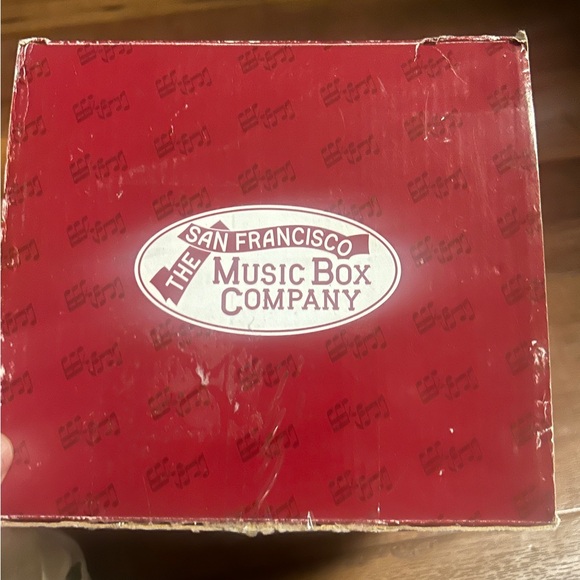 THE SAN FRANCISCO
MUSIC BOX
COMPANY